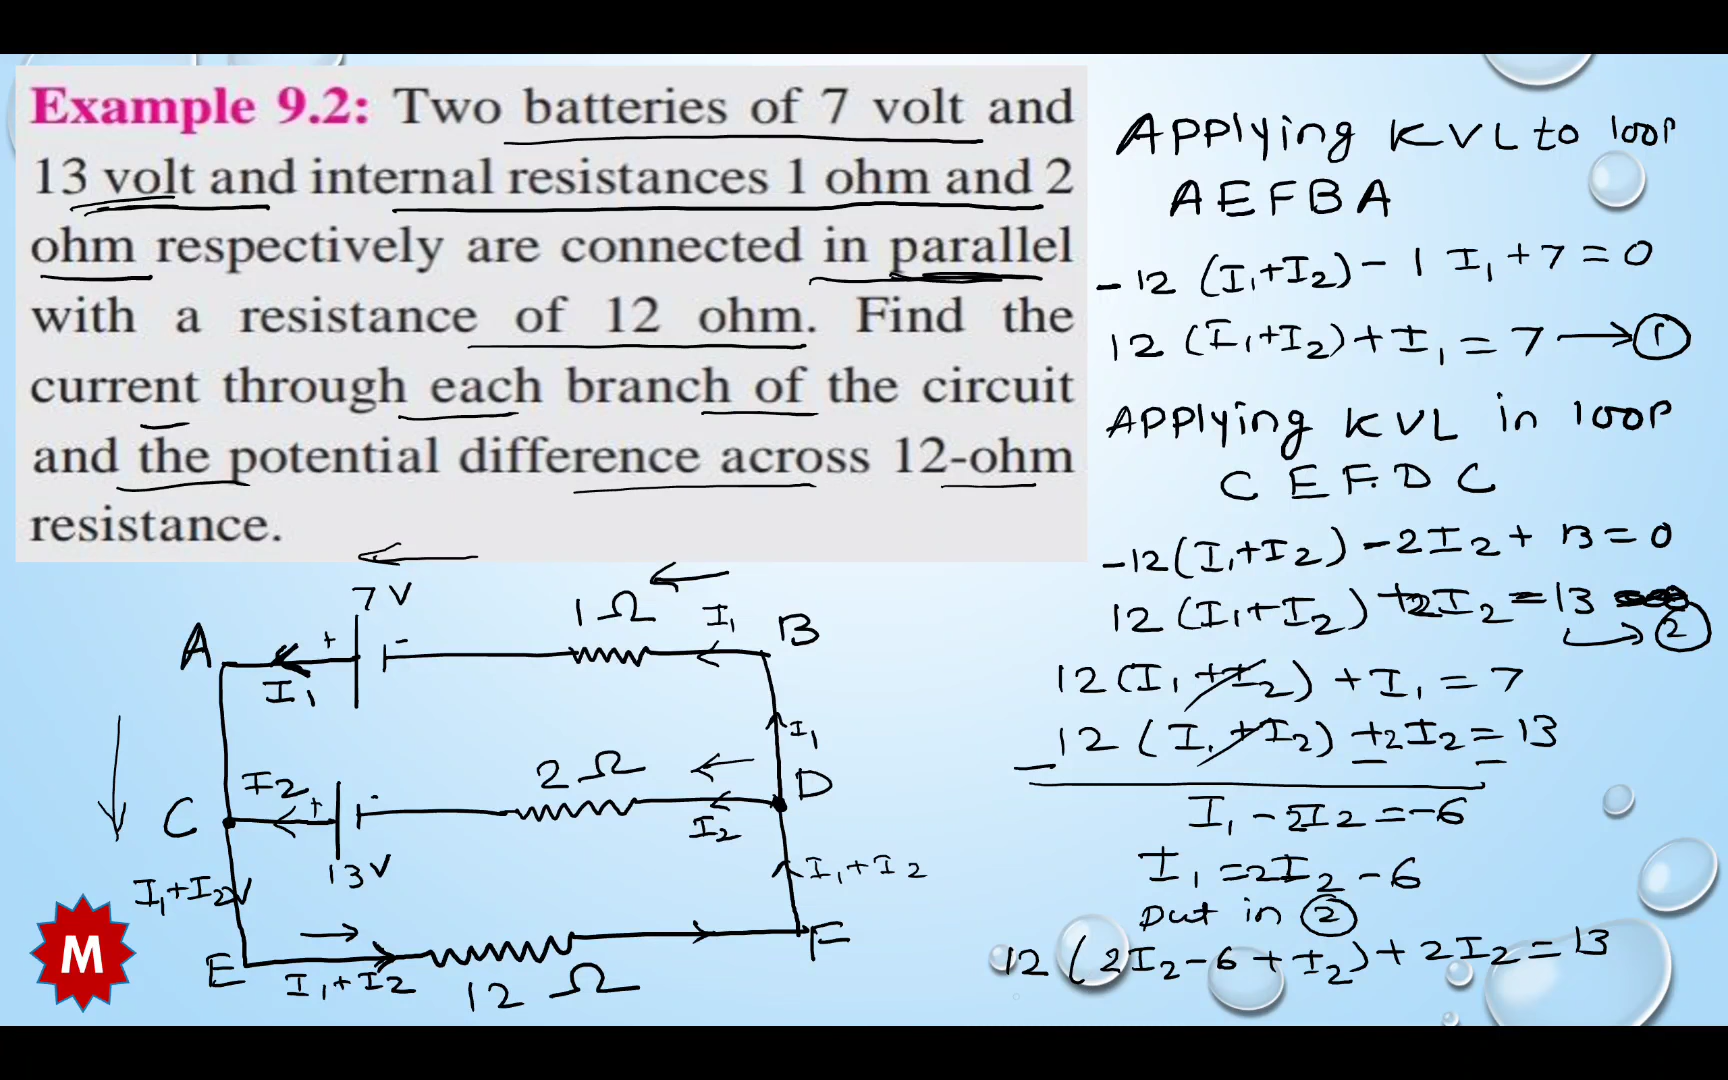 Example 9.2: Two batteries of 7 volt and
13 volt and internal resistances 1 ohm and 2
ohm respectively are connected in parallel
with a resistance of 12 ohm. Find the
current through each branch of the circuit
and the potential difference across 12-ohm
resistance.
7 V
1 Ω
I₁
A
+
-
B
I₁
I₁
2 Ω
I₂
+
-
C
D
I₂
13 V
I₁+I₂
I₁+I₂
E
F
I₁+I₂
12 Ω
M
Applying KVL to loop
A E F B A
-12 (I₁+I₂) - 1 I₁ + 7 = 0
12 (I₁+I₂) + I₁ = 7 → ①
Applying KVL in loop
C E F D C
-12(I₁+I₂) - 2I₂ + 13 = 0
12 (I₁+I₂) + 2I₂ = 13
→ ②
12(I₁+I₂) + I₁ = 7
12 (I₁+I₂) + 2I₂ = 13
I₁ - 2I₂ = -6
I₁ = 2I₂ - 6
put in ②
12 (2I₂ - 6 + I₂) + 2I₂ = 13